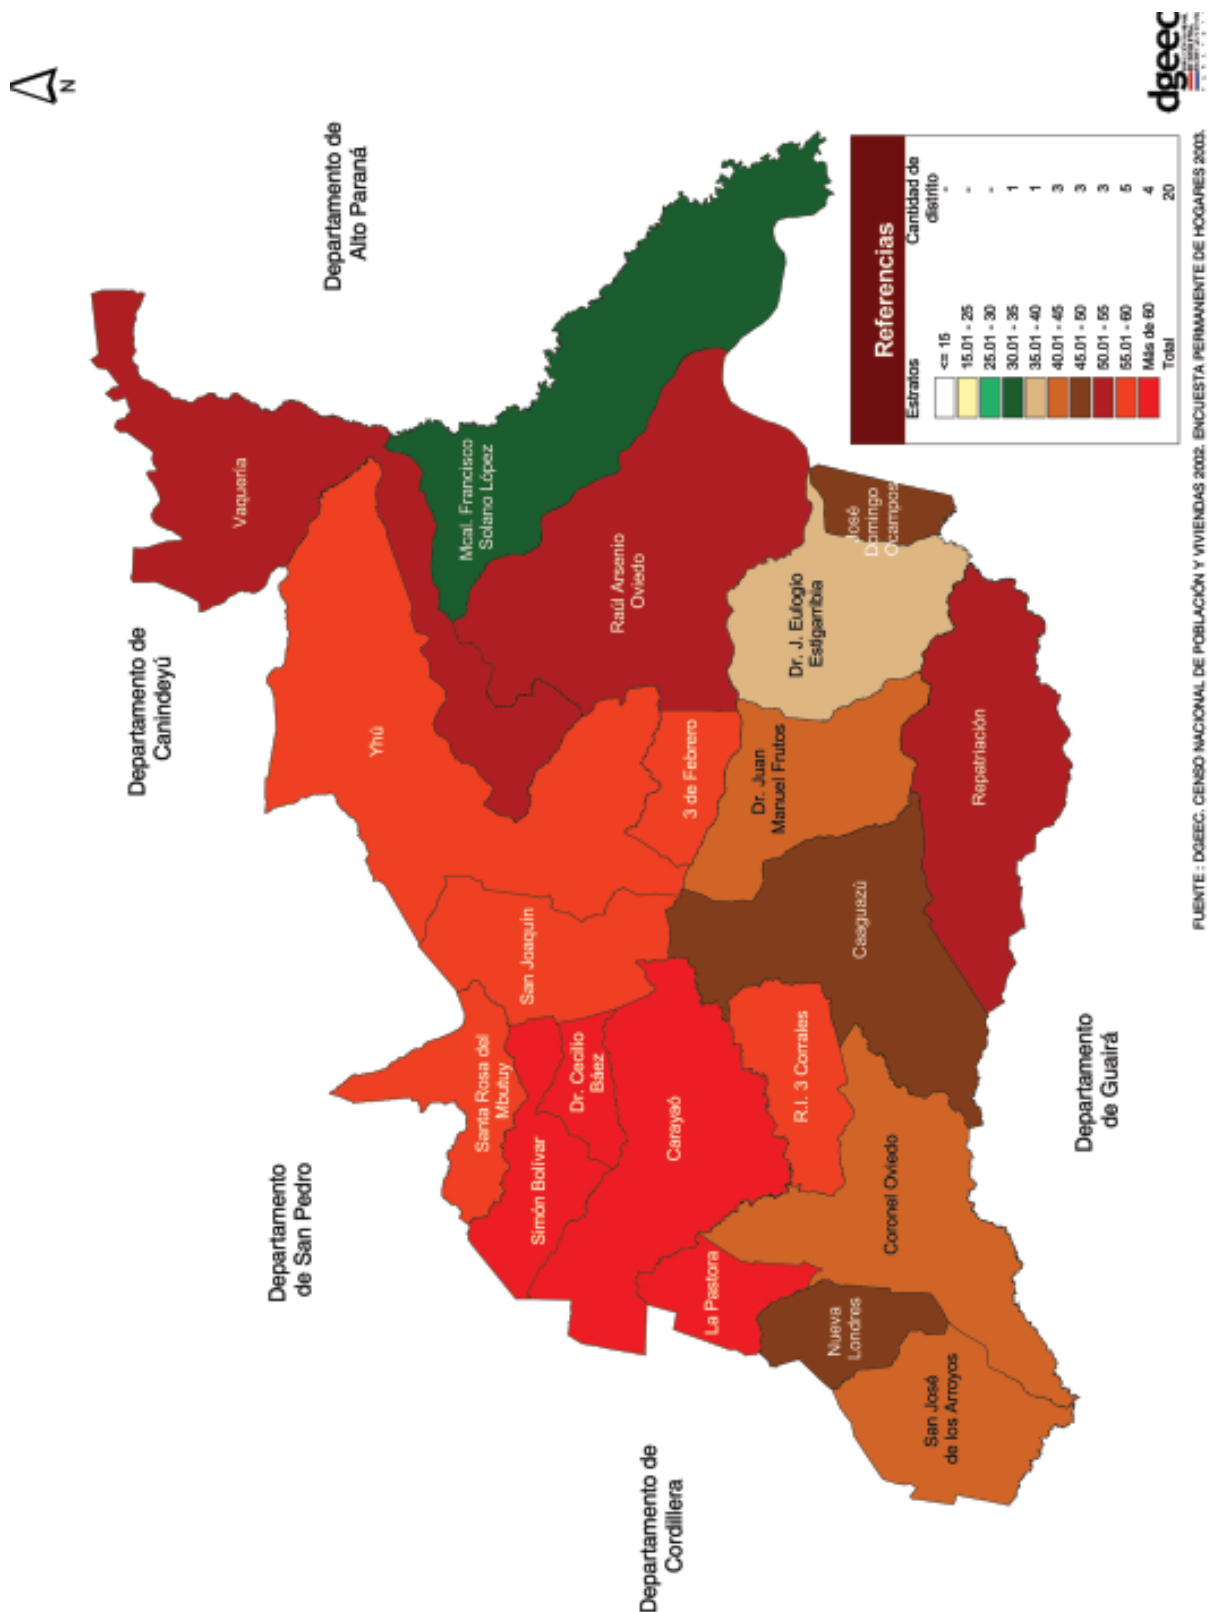 N
Departamento de
Canindeyú
Departamento de
Alto Paraná
Departamento
de San Pedro
Departamento de
Cordillera
Departamento
de Guairá
Vaquería
Yhú
Mcal. Francisco
Solano López
San Joaquín
Santa Rosa del
Mbutuy
Simón Bolívar
Dr. Cecilio
Báez
Raúl Arsenio
Oviedo
Carayaó
3 de Febrero
La Pastora
R.I. 3 Corrales
Dr. Juan
Manuel Frutos
Dr. J. Eulogio
Estigarribia
José
Domingo
Ocampos
Nueva
Londres
Caaguazú
Coronel Oviedo
San José
de los Arroyos
Repatriación
Referencias
Estratos
Cantidad de
distrito
<= 15 -
15.01 - 25 -
25.01 - 30 -
30.01 - 35 1
35.01 - 40 1
40.01 - 45 3
45.01 - 50 3
50.01 - 55 3
55.01 - 60 5
Más de 60 4
Total 20
dgeec
FUENTE : DGEEC. CENSO NACIONAL DE POBLACIÓN Y VIVIENDAS 2002. ENCUESTA PERMANENTE DE HOGARES 2003.